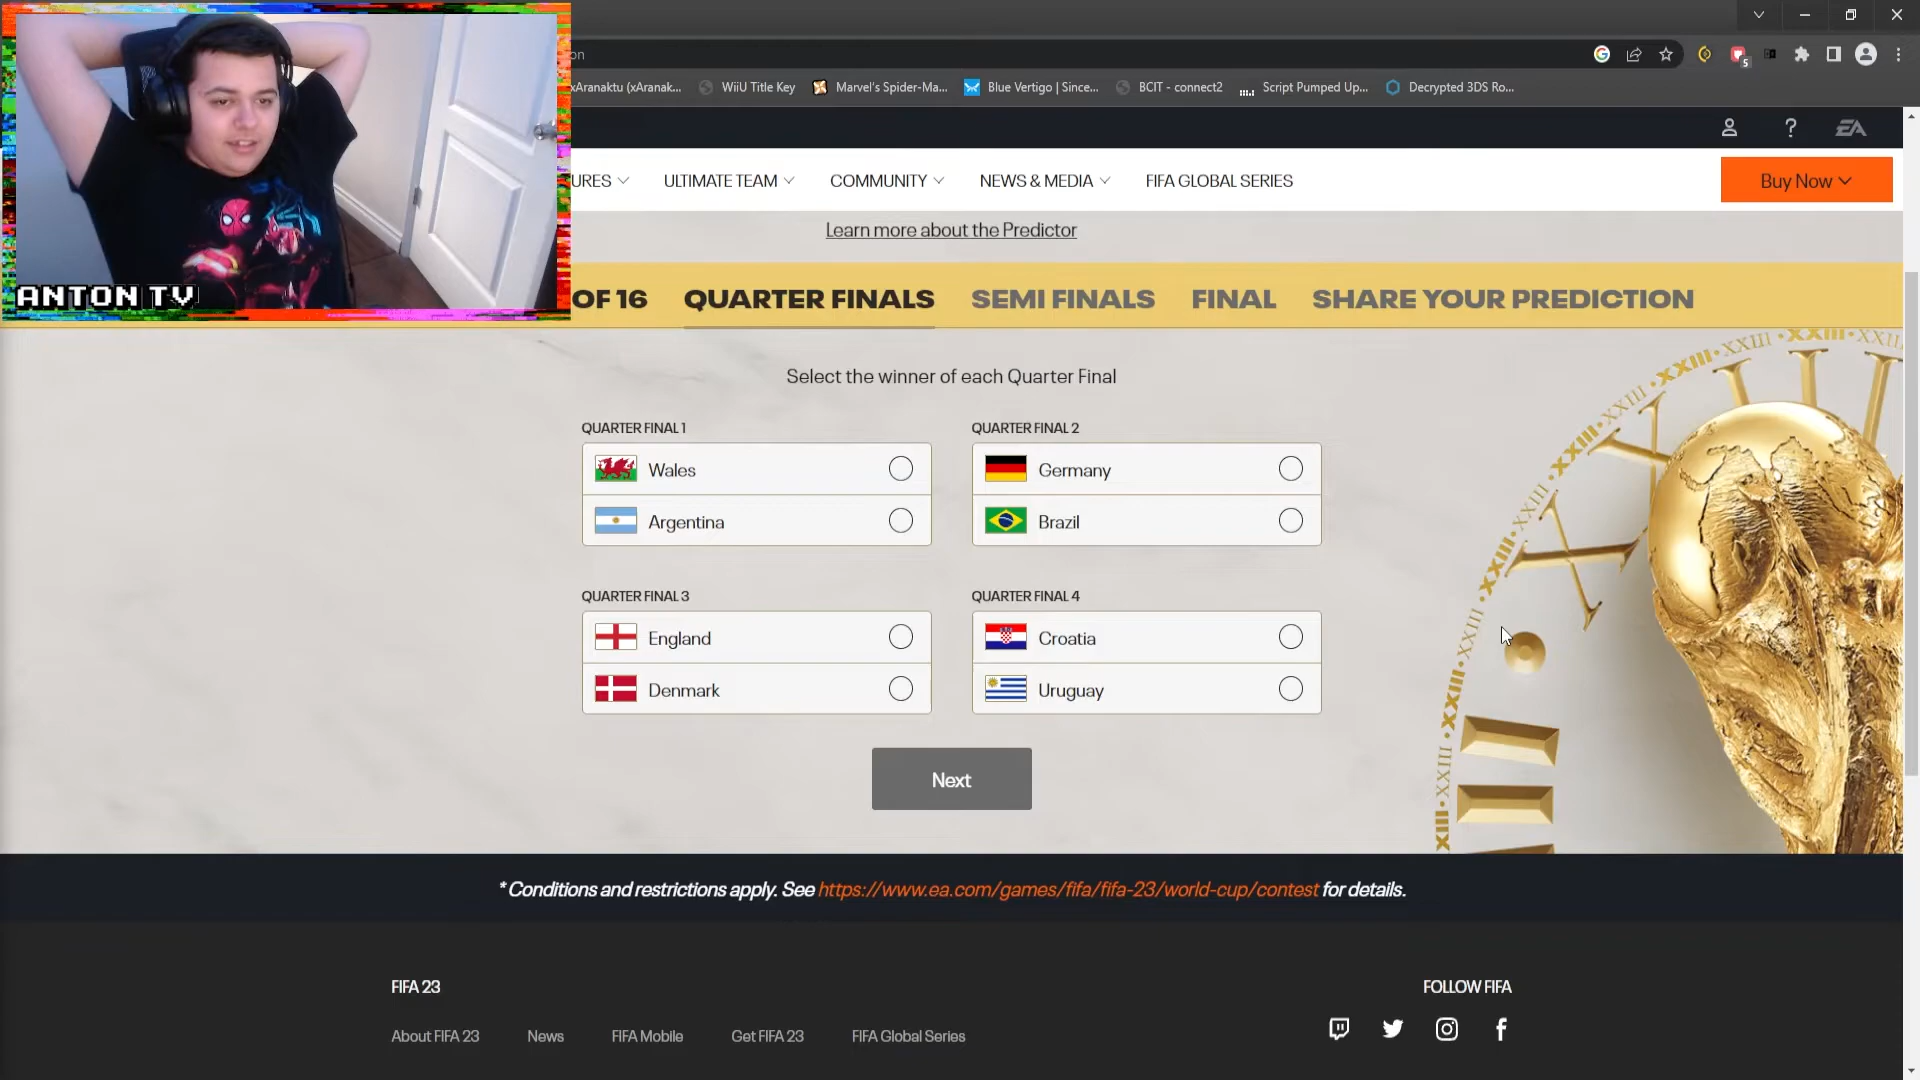 on
xAranaktu (xAranak...
WiiU Title Key
Marvel's Spider-Ma...
Blue Vertigo | Since...
BCIT - connect2
Script Pumped Up...
Decrypted 3DS Ro...
5
?
EA
URES
ULTIMATE TEAM
COMMUNITY
NEWS & MEDIA
FIFA GLOBAL SERIES
Buy Now
Learn more about the Predictor
ANTON TV
OF 16
QUARTER FINALS
SEMI FINALS
FINAL
SHARE YOUR PREDICTION
Select the winner of each Quarter Final
QUARTER FINAL 1
Wales
Argentina
QUARTER FINAL 2
Germany
Brazil
QUARTER FINAL 3
England
Denmark
QUARTER FINAL 4
Croatia
Uruguay
Next
* Conditions and restrictions apply. See https://www.ea.com/games/fifa/fifa-23/world-cup/contest for details.
FIFA 23
About FIFA 23
News
FIFA Mobile
Get FIFA 23
FIFA Global Series
FOLLOW FIFA